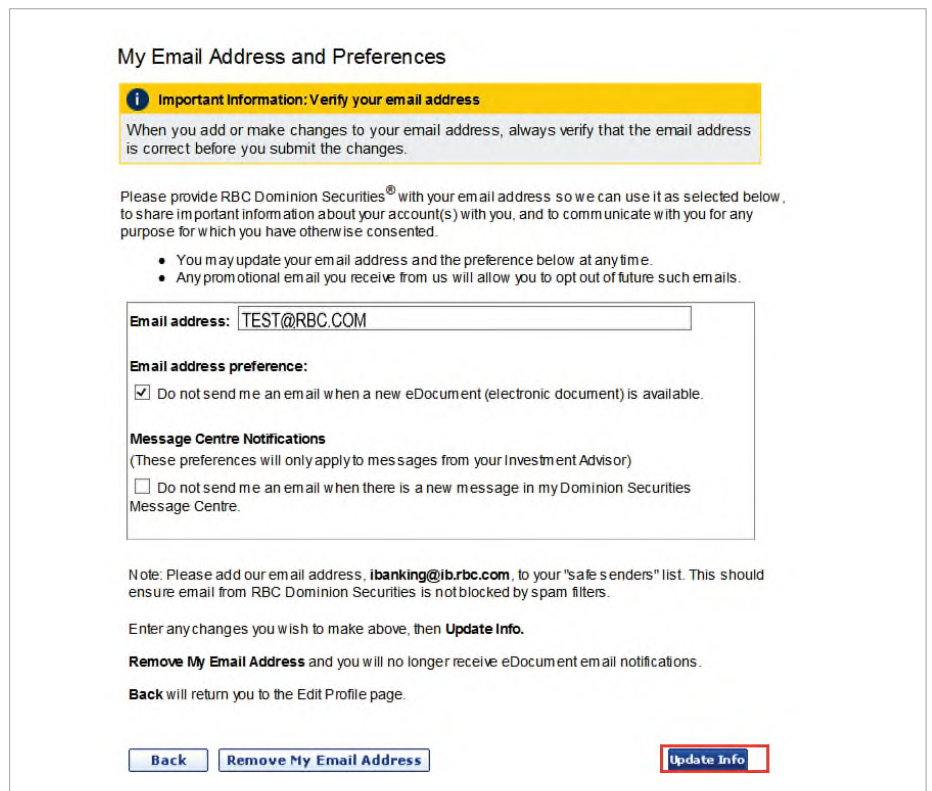 My Email Address and Preferences
i Important Information: Verify your email address
When you add or make changes to your email address, always verify that the email address
is correct before you submit the changes.
Please provide RBC Dominion Securities® with your email address so we can use it as selected below,
to share important information about your account(s) with you, and to communicate with you for any
purpose for which you have otherwise consented.
• You may update your email address and the preference below at any time.
• Any promotional email you receive from us will allow you to opt out of future such emails.
Email address: TEST@RBC.COM
Email address preference:
Do not send me an email when a new eDocument (electronic document) is available.
Message Centre Notifications
(These preferences will only apply to messages from your Investment Advisor)
Do not send me an email when there is a new message in my Dominion Securities
Message Centre.
Note: Please add our email address, ibanking@ib.rbc.com, to your "safe senders" list. This should
ensure email from RBC Dominion Securities is not blocked by spam filters.
Enter any changes you wish to make above, then Update Info.
Remove My Email Address and you will no longer receive eDocument email notifications.
Back will return you to the Edit Profile page.
Back Remove My Email Address Update Info